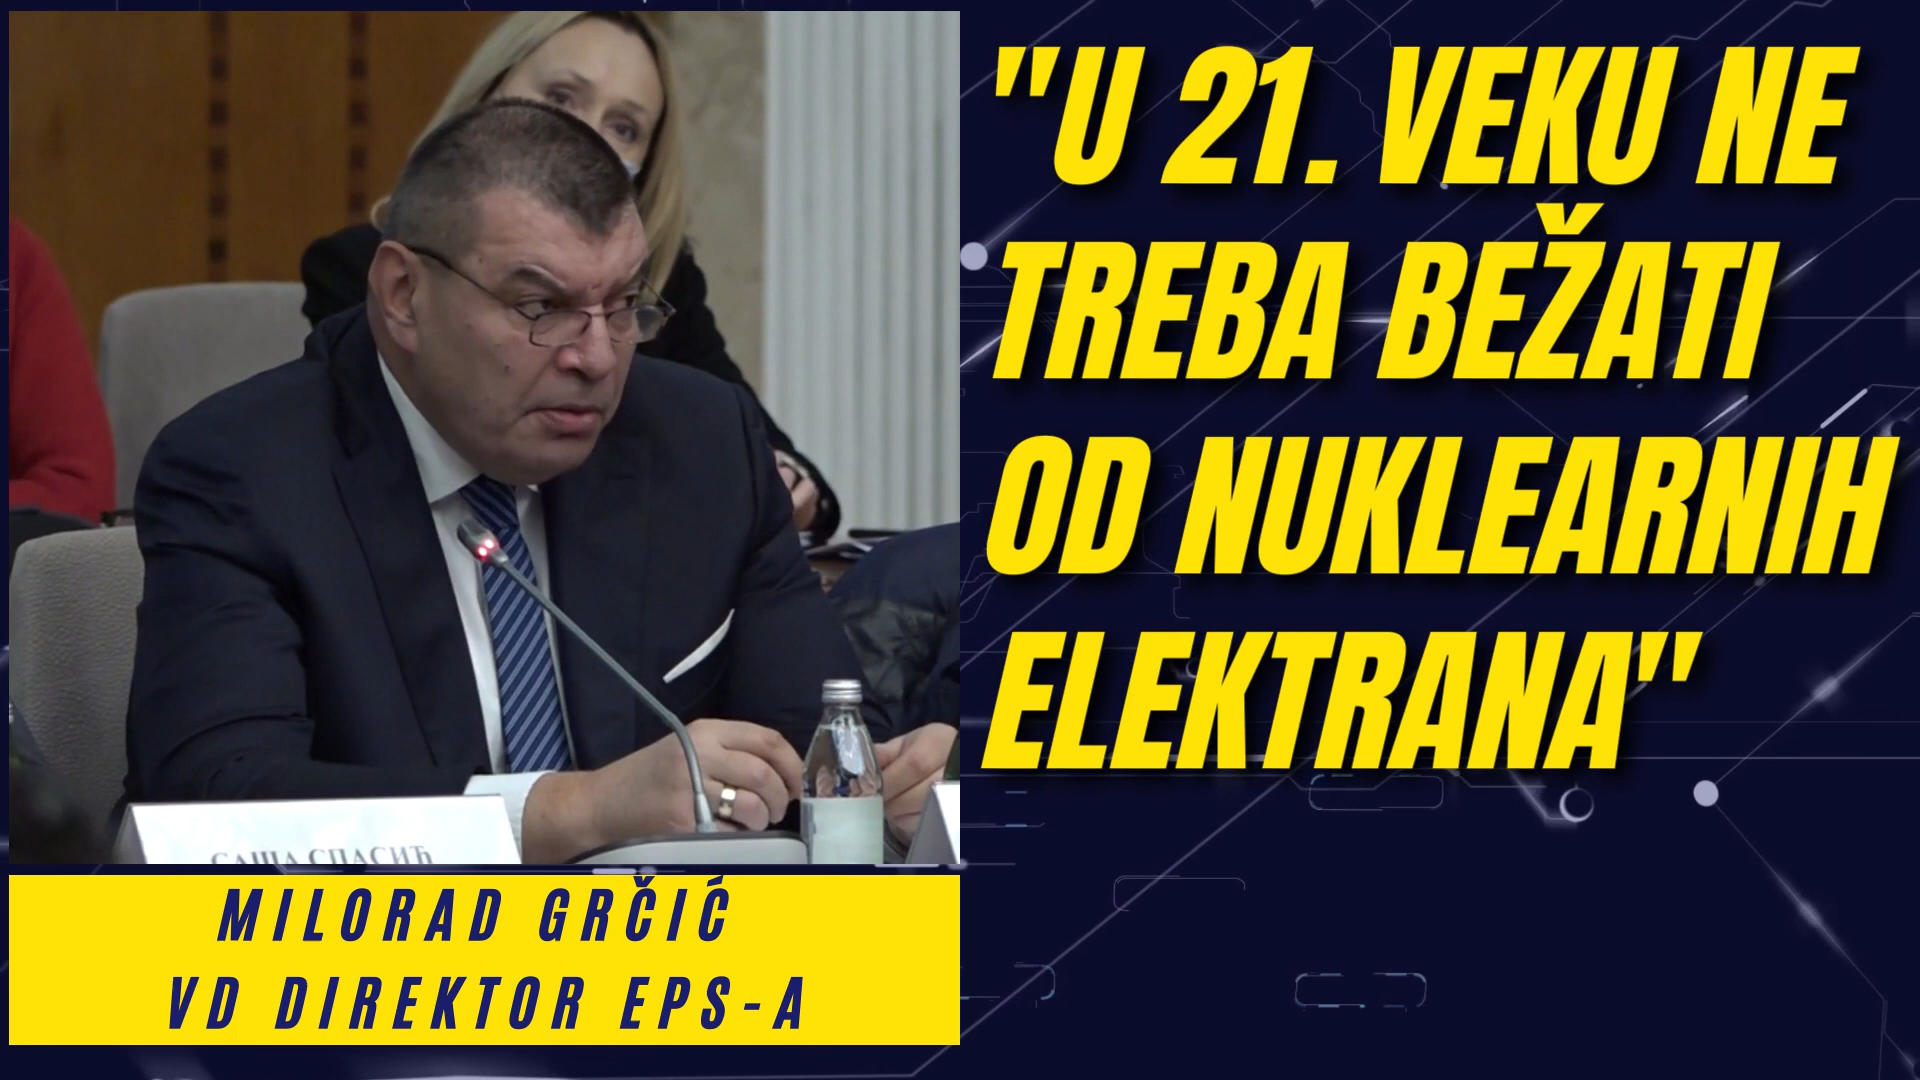 "U 21. VEKU NE
TREBA BEŽATI
OD NUKLEARNIH
ELEKTRANA"
САША СПАСИЋ
MILORAD GRČIĆ
VD DIREKTOR EPS-A